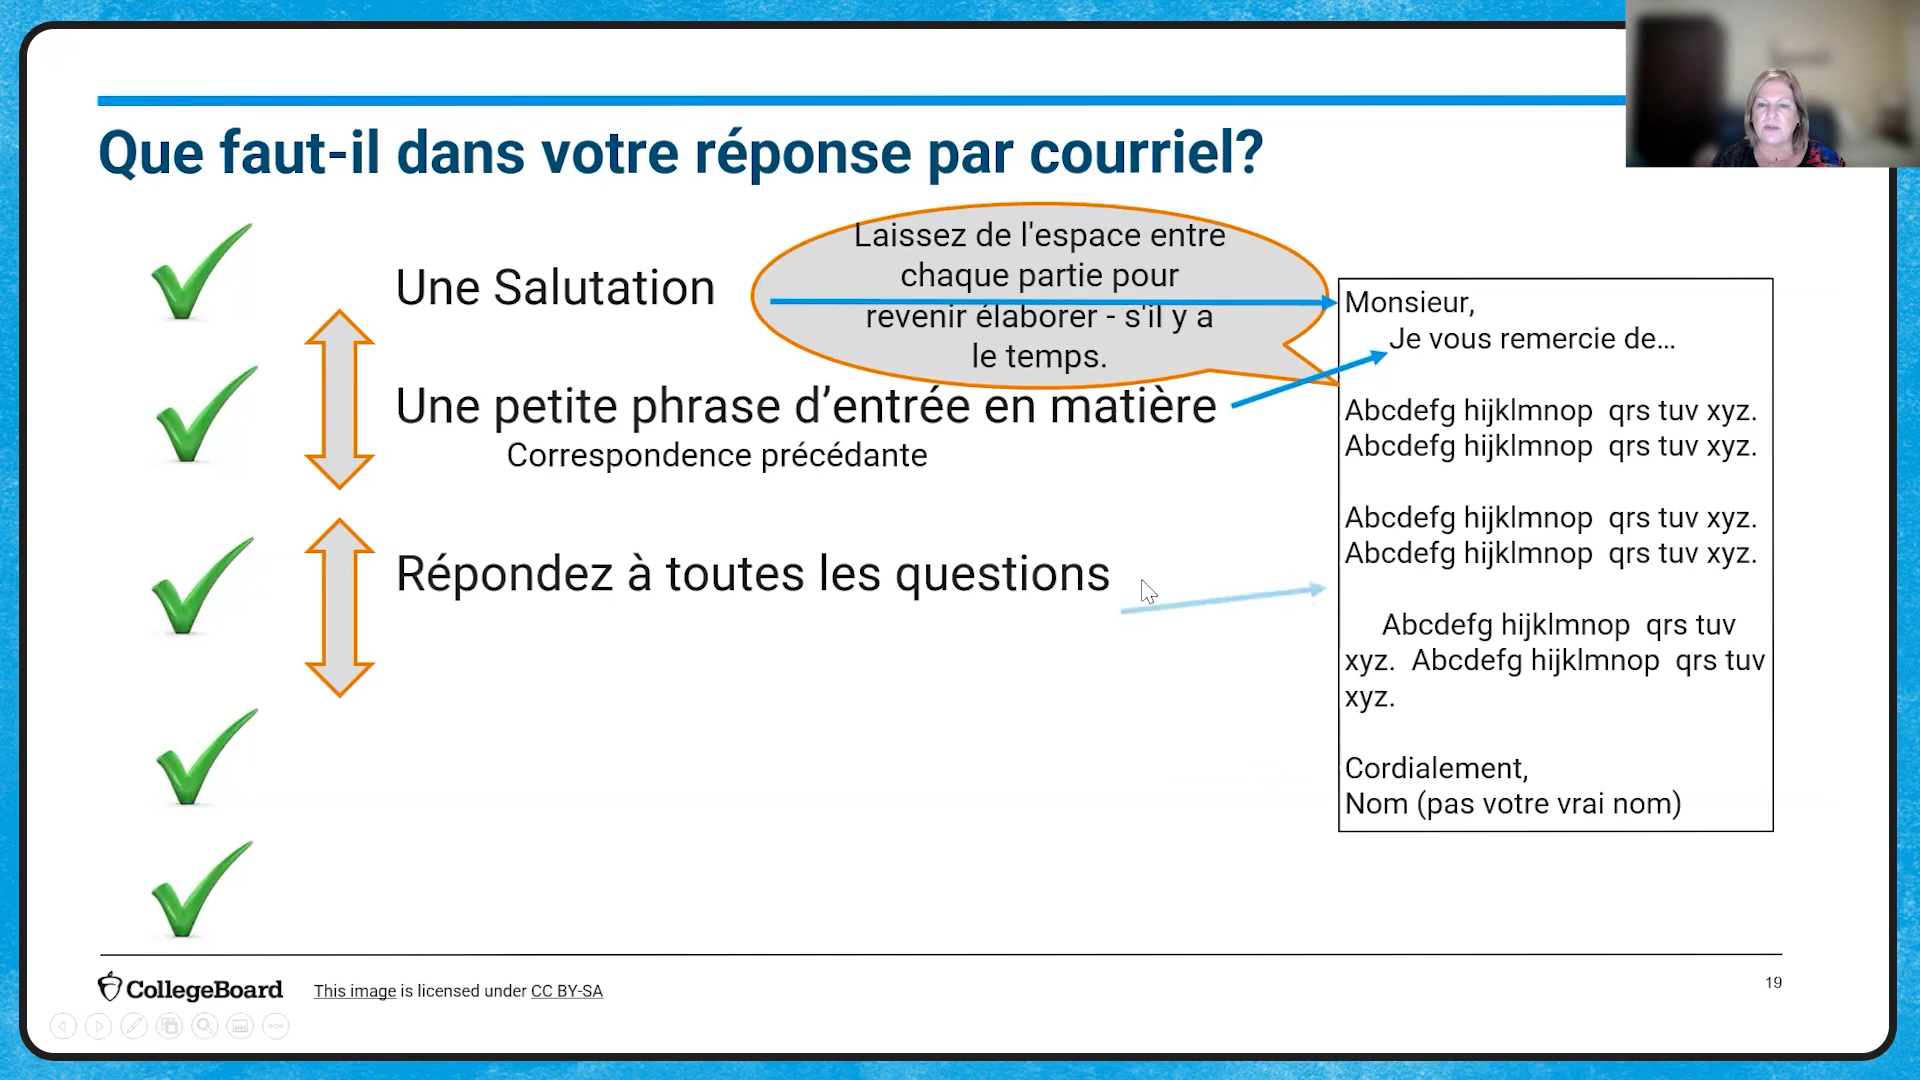 Que faut-il dans votre réponse par courriel?
Une Salutation
Laissez de l'espace entre
chaque partie pour
revenir élaborer - s'il y a
le temps.
Une petite phrase d’entrée en matière
Correspondence précédante
Répondez à toutes les questions
Monsieur,
Je vous remercie de...
Abcdefg hijklmnop qrs tuv xyz.
Abcdefg hijklmnop qrs tuv xyz.
Abcdefg hijklmnop qrs tuv xyz.
Abcdefg hijklmnop qrs tuv xyz.
Abcdefg hijklmnop qrs tuv
xyz. Abcdefg hijklmnop qrs tuv
xyz.
Cordialement,
Nom (pas votre vrai nom)
CollegeBoard
This image is licensed under CC BY-SA
19